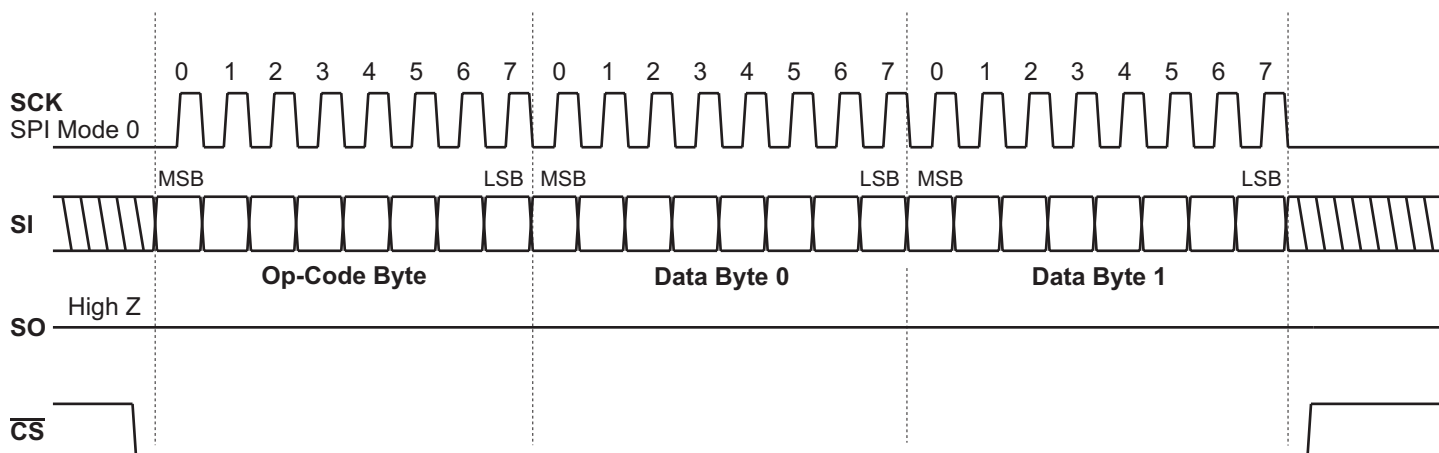 0 1 2 3 4 5 6 7 0 1 2 3 4 5 6 7 0 1 2 3 4 5 6 7
SCK
SPI Mode 0
MSB LSB MSB LSB MSB LSB
SI
Op-Code Byte Data Byte 0 Data Byte 1
High Z
SO
CS